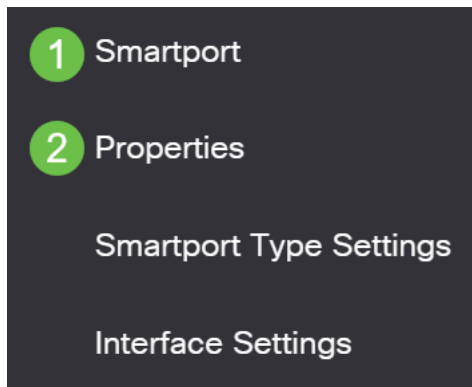 1 Smartport
2 Properties
Smartport Type Settings
Interface Settings